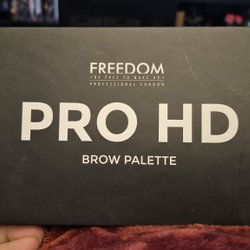 FREEDOM
•BE FREE TO MAKE UP•
PROFESSIONAL LONDON
PRO HD
BROW PALETTE